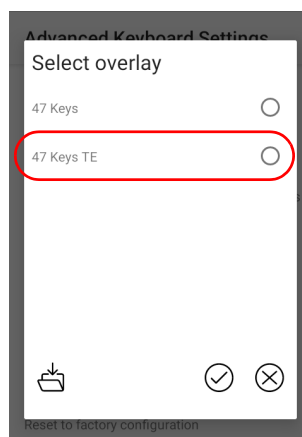 Advanced Keyboard Settings
Select overlay
47 Keys
47 Keys TE
Reset to factory configuration